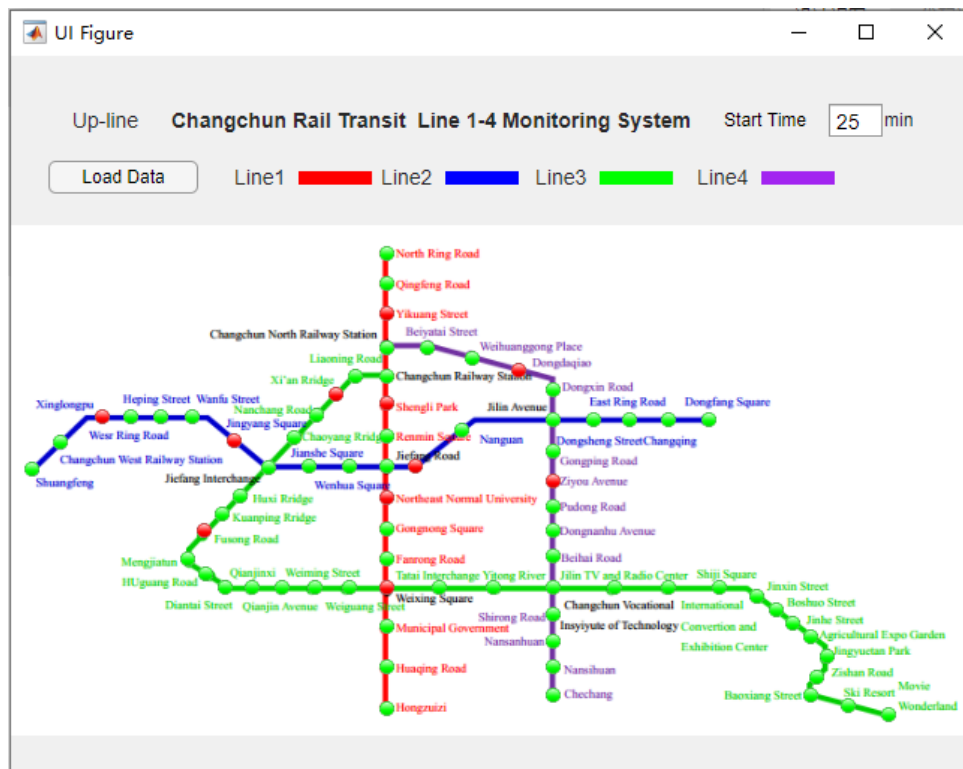 UI Figure
Up-line
Changchun Rail Transit Line 1-4 Monitoring System
Start Time
25
min
Load Data
Line1
Line2
Line3
Line4
North Ring Road
Qingfeng Road
Yikuang Street
Changchun North Railway Station
Beiyatai Street
Weihuanggong Place
Dongdaqiao
Liaoning Road
Changchun Railway Station
Xi'an Rridge
Dongxin Road
Xinglongpu
Heping Street
Wanfu Street
Nanchang Road
Shengli Park
Jilin Avenue
East Ring Road
Dongfang Square
Jingyang Square
Wesr Ring Road
Chaoyang Rridge
Renmin Square
Nanguan
Dongsheng Street
Changqing
Changchun West Railway Station
Jianshe Square
Jiefang Road
Gongping Road
Shuangfeng
Jiefang Interchange
Wenhua Square
Ziyou Avenue
Huxi Rridge
Northeast Normal University
Pudong Road
Kuanping Rridge
Gongnong Square
Dongnanhu Avenue
Fusong Road
Fanrong Road
Beihai Road
Mengjiatun
HUguang Road
Qianjinxi
Weiming Street
Tatai Interchange
Yitong River
Jilin TV and Radio Center
Shiji Square
Jinxin Street
Diantai Street
Qianjin Avenue
Weiguang Street
Weixing Square
Changchun Vocational
Insyiyute of Technology
International
Convertion and
Exhibition Center
Boshuo Street
Shirong Road
Jinhe Street
Municipal Government
Nansanhuan
Agricultural Expo Garden
Jingyuetan Park
Huaqing Road
Nansihuan
Zishan Road
Chechang
Baoxiang Street
Ski Resort
Movie
Wonderland
Hongzuizi